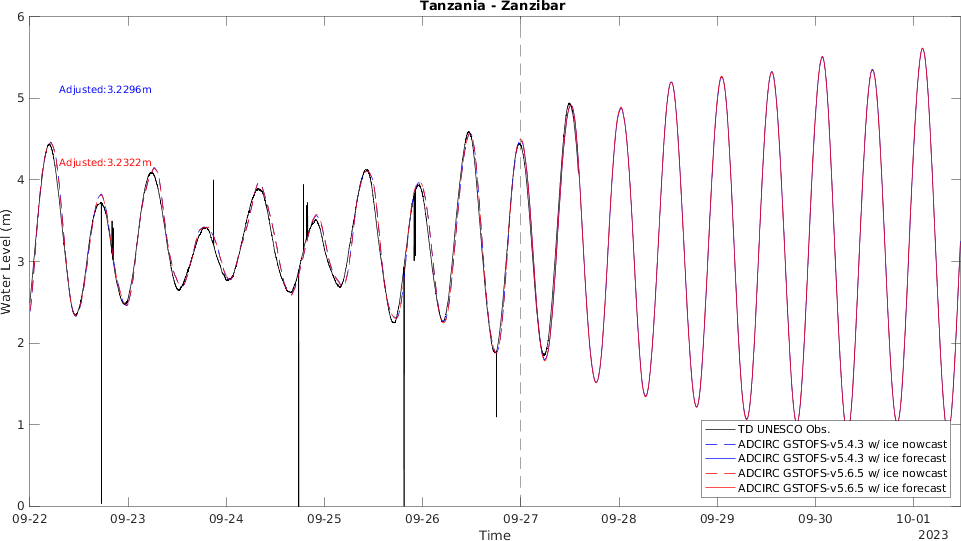 Tanzania - Zanzibar
6
5
4
3
2
1
0
Water Level (m)
Adjusted:3.2296m
Adjusted:3.2322m
TD UNESCO Obs.
ADCIRC GSTOFS-v5.4.3 w/ ice nowcast
ADCIRC GSTOFS-v5.4.3 w/ ice forecast
ADCIRC GSTOFS-v5.6.5 w/ ice nowcast
ADCIRC GSTOFS-v5.6.5 w/ ice forecast
09-22 09-23 09-24 09-25 09-26 09-27 09-28 09-29 09-30 10-01
Time
2023